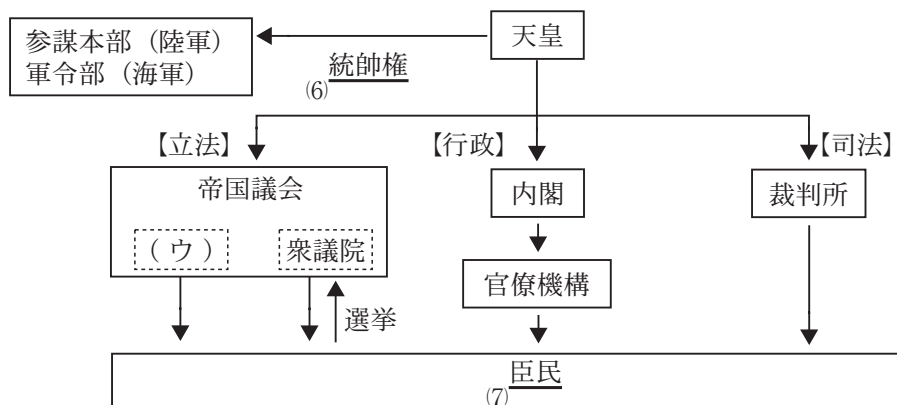 天皇
参謀本部（陸軍）
軍令部（海軍）
(6)統帥権
【立法】
【行政】
【司法】
帝国議会
（ウ）
衆議院
内閣
裁判所
官僚機構
選挙
(7)臣民